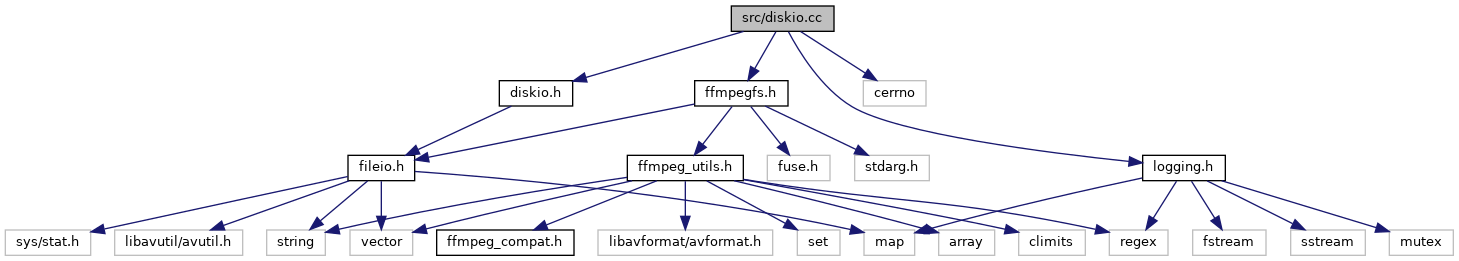 src/diskio.cc
diskio.h
ffmpegfs.h
cerrno
fileio.h
ffmpeg_utils.h
fuse.h
stdarg.h
logging.h
sys/stat.h
libavutil/avutil.h
string
vector
ffmpeg_compat.h
libavformat/avformat.h
set
map
array
climits
regex
fstream
sstream
mutex